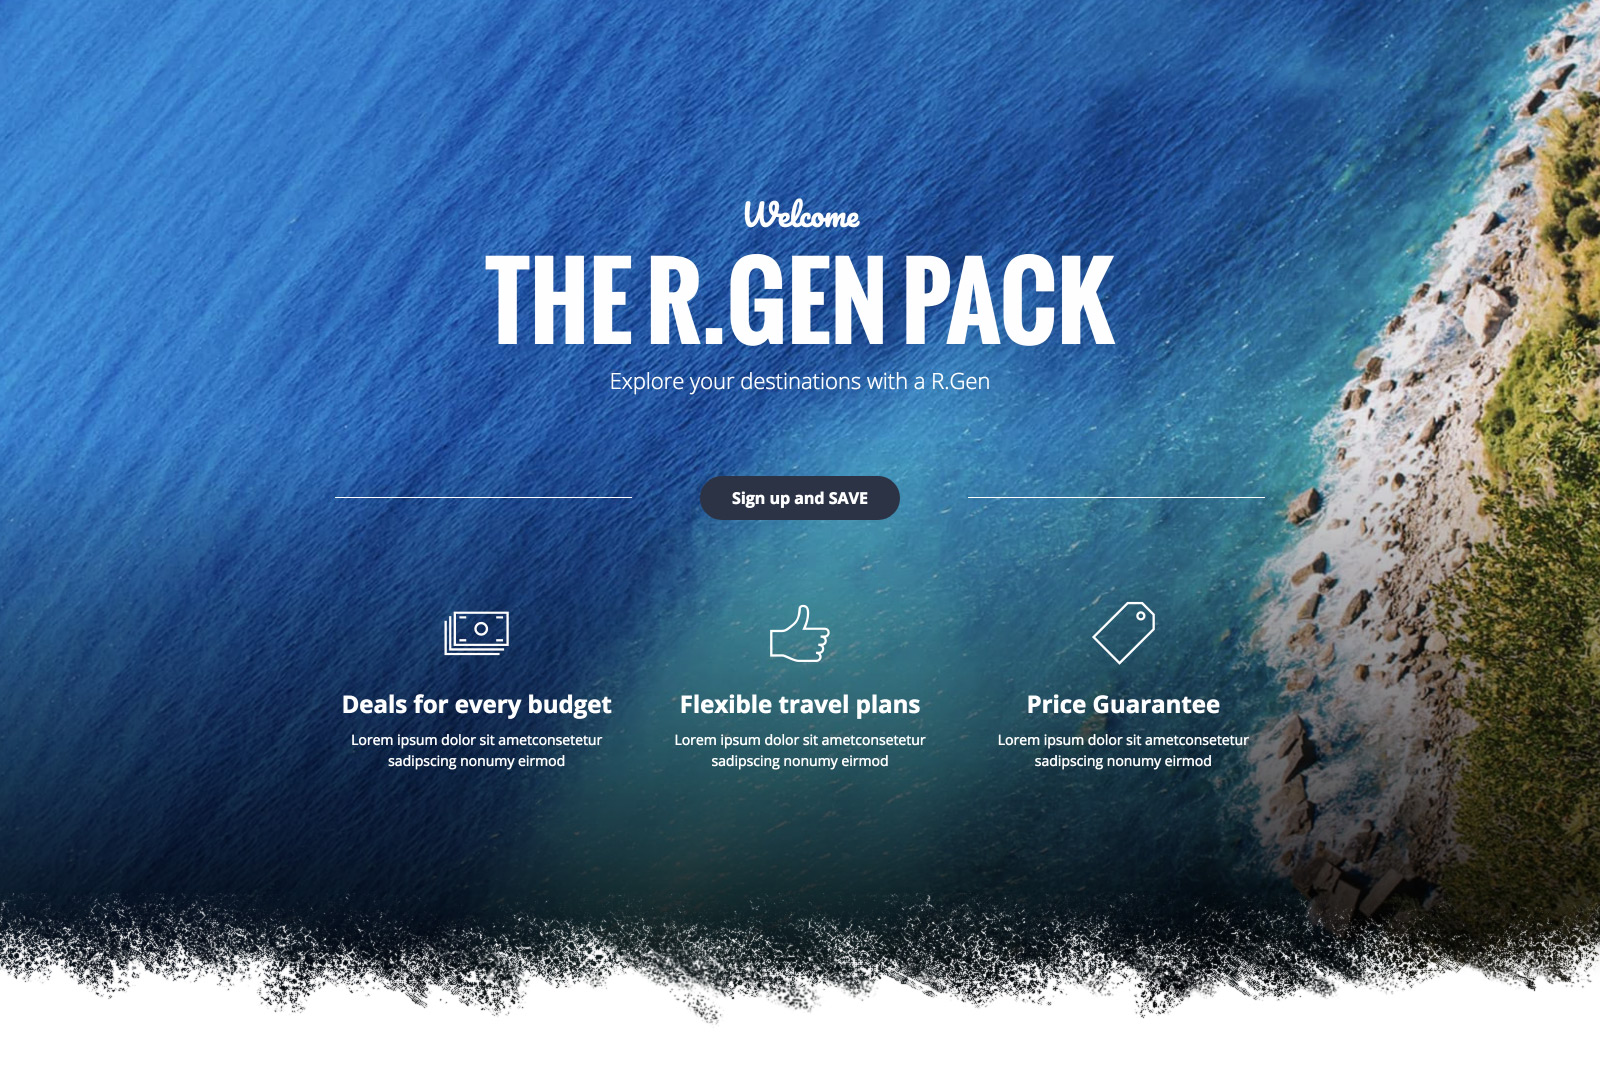 Welcome
THE R.GEN PACK
Explore your destinations with a R.Gen
Sign up and SAVE
Deals for every budget
Lorem ipsum dolor sit ametconsetetur
sadipscing nonumy eirmod
Flexible travel plans
Lorem ipsum dolor sit ametconsetetur
sadipscing nonumy eirmod
Price Guarantee
Lorem ipsum dolor sit ametconsetetur
sadipscing nonumy eirmod